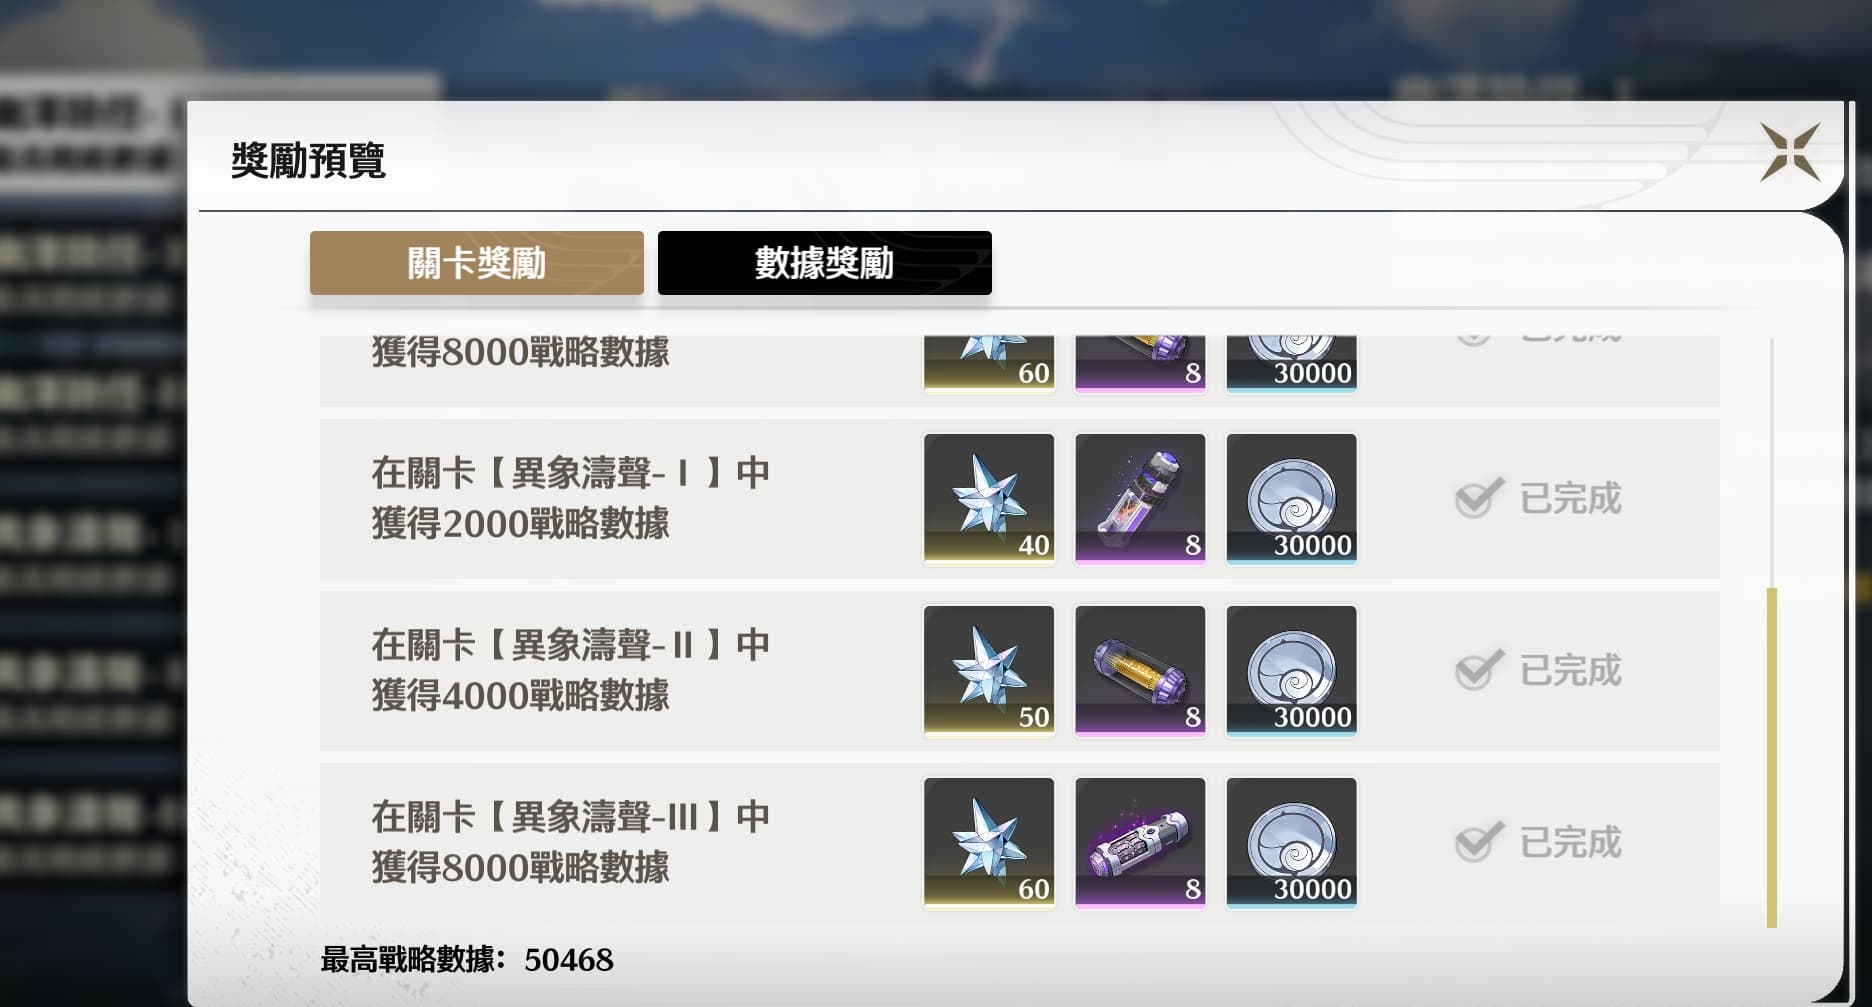 獎勵預覽
關卡獎勵
數據獎勵
獲得8000戰略數據
60
8
30000
已完成
在關卡【異象濤聲-Ⅰ】中
獲得2000戰略數據
40
8
30000
已完成
在關卡【異象濤聲-Ⅱ】中
獲得4000戰略數據
50
8
30000
已完成
在關卡【異象濤聲-Ⅲ】中
獲得8000戰略數據
60
8
30000
已完成
最高戰略數據：50468